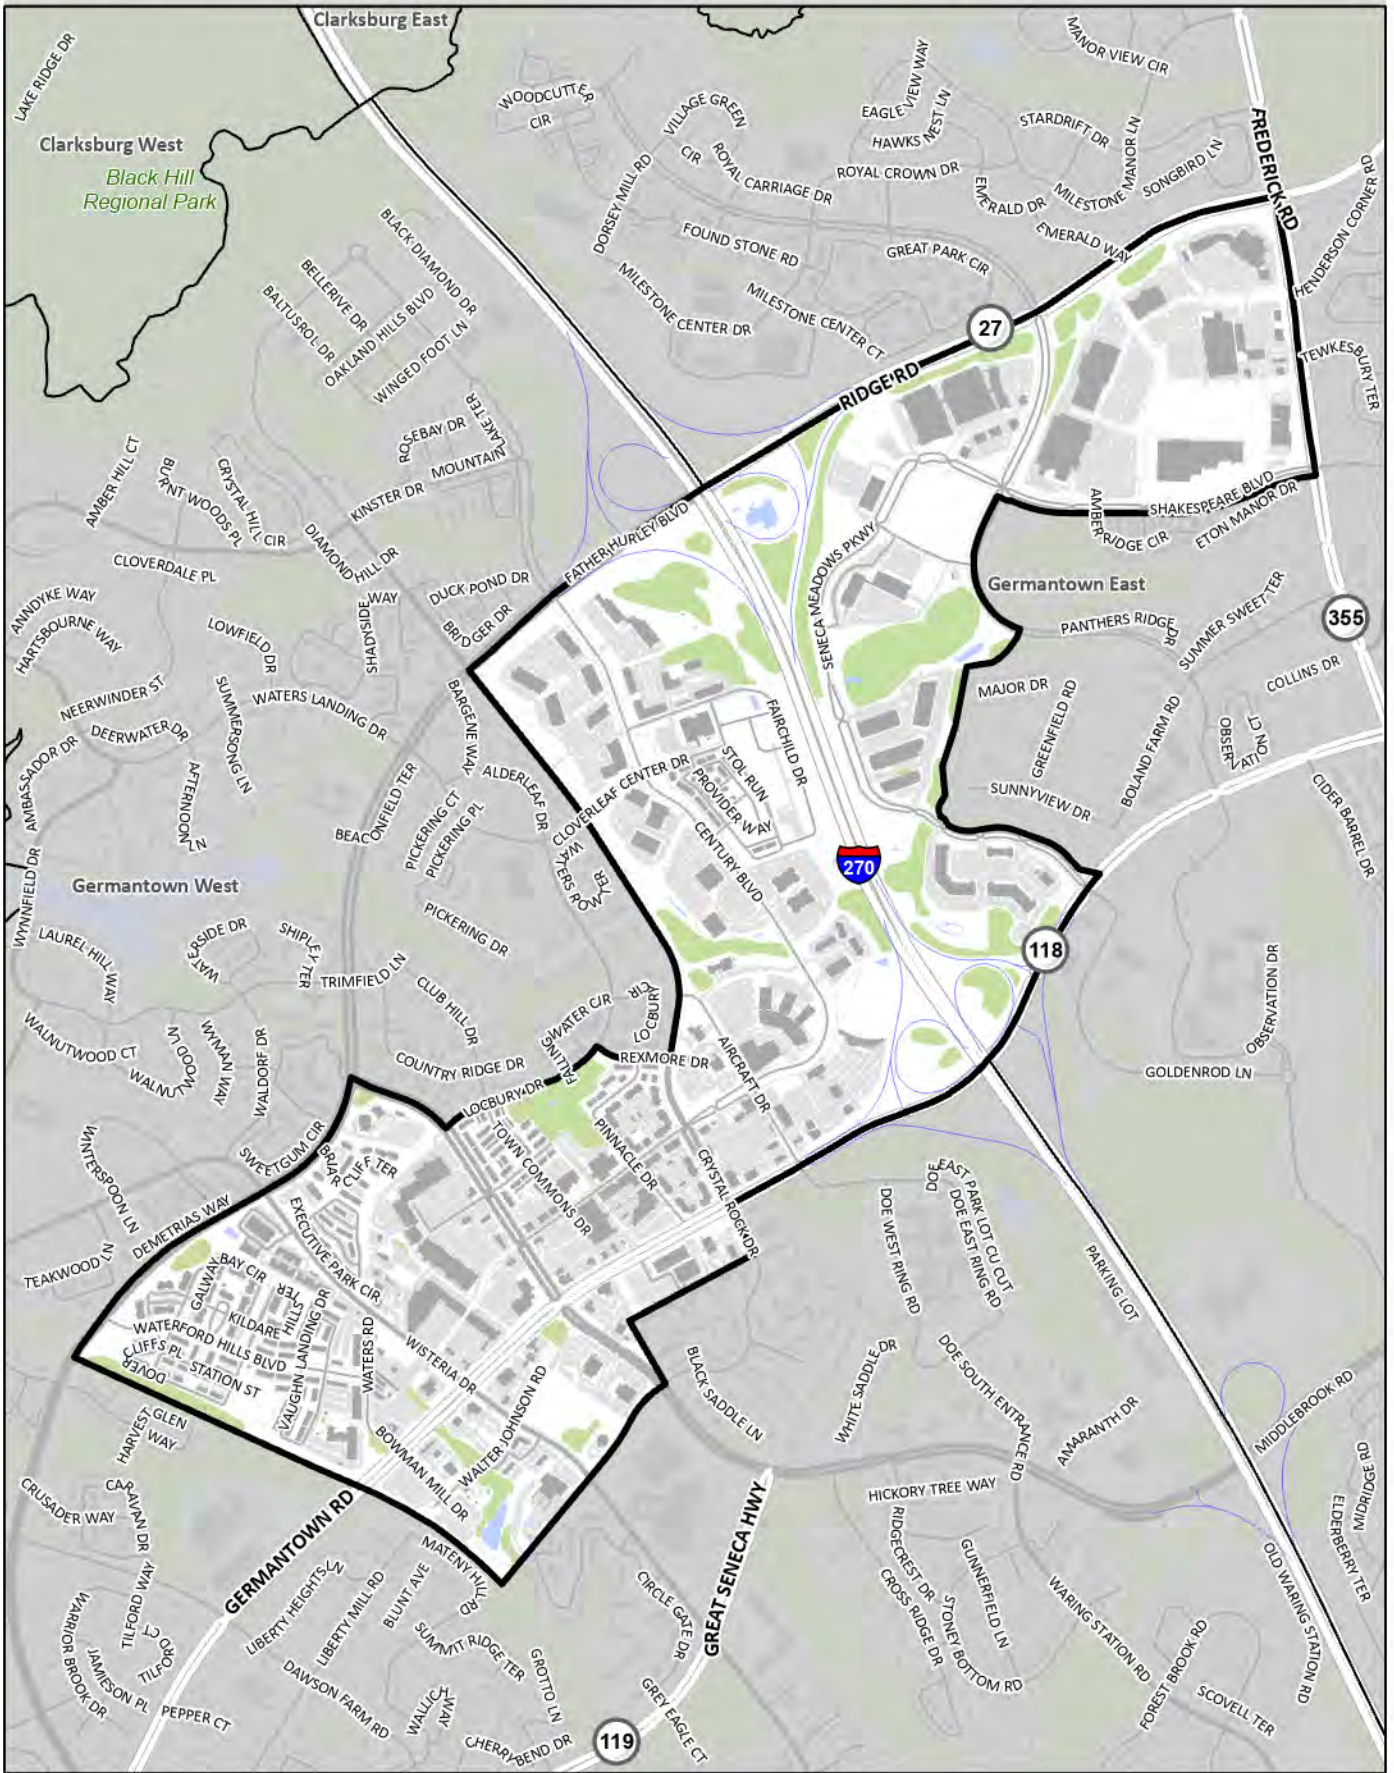 Clarksburg East
MANOR VIEW CIR
LAKE RIDGE DR
WOODCUTTER
CIR
VILLAGE GREEN
CIR
EAGLE VIEW WAY
HAWKS NEST LN
STARDRIFT DR
FREDERICK RD
Clarksburg West
Black Hill
Regional Park
DORSEY MILL RD
ROYAL CARRIAGE DR
ROYAL CROWN DR
EMERALD DR
MILESTONE MANOR LN
SONGBIRD LN
HENDERSON CORNER RD
BLACK DIAMOND DR
FOUND STONE RD
GREAT PARK CIR
EMERALD WAY
BELLERIVE DR
BALTUSROL DR
OAKLAND HILLS BLVD
WINGED FOOT LN
MILESTONE CENTER DR
MILESTONE CENTER CT
27
RIDGE RD
TEWKESBURY TER
ROSEBAY DR
LAKE TER
MOUNTAIN
KINSTER DR
AMBER HILL CT
BURNT WOODS PL
CRYSTAL HILL CIR
DIAMOND
HILL DR
CLOVERDALE PL
FATHER HURLEY BLVD
SENECA MEADOWS PKWY
AMBER
RIDGE CIR
SHAKESPEARE BLVD
ETON MANOR DR
Germantown East
ANNDYKE WAY
HARTSBOURNE WAY
LOWFIELD DR
SHADYSIDE
WAY
DUCK POND DR
BRIDGER DR
PANTHERS RIDGE
DR
SUMMER SWEET TER
355
NEERWINDER ST
DEERWATER DR
SUMMERSONG LN
WATERS LANDING DR
BARGENE WAY
FAIRCHILD DR
MAJOR DR
GREENFIELD RD
BOLAND FARM RD
COLLINS DR
OBSERVATION CT
AMBASSADOR DR
AFTERNOON
LN
BEACONFIELD TER
PICKERING CT
PICKERING PL
ALDERLEAF DR
CLOVERLEAF CENTER DR
STOL RUN
PROVIDER WAY
SUNNYVIEW DR
CIDER BARREL DR
WYNNFIELD DR
Germantown West
WATERS ROW
TER
CENTURY BLVD
270
LAUREL HILL WAY
WATERSIDE DR
SHIPLEY TER
TRIMFIELD LN
PICKERING DR
118
CLUB HILL DR
FALLING WATER CIR
LOCBURY
CIR
OBSERVATION DR
WALNUTWOOD CT
WALNUT
WOOD LN
WYMAN WAY
WALDORF DR
COUNTRY RIDGE DR
REXMORE DR
AIRCRAFT DR
GOLDENROD LN
LOCBURY DR
WINTERSPOON LN
SWEETGUM CIR
BRIAR
CLIFF TER
TOWN COMMONS DR
PINNACLE DR
CRYSTAL ROCK DR
DOE EAST PARK LOT CU CUT
DOE EAST RING RD
DOE WEST RING RD
TEAKWOOD LN
DEMETRIAS WAY
EXECUTIVE PARK CIR
PARKING LOT
GALWAY
BAY CIR
KILDARE
HILLS
TER
WATERFORD HILLS BLVD
DOVER
CLIFFS PL
STATION ST
VAUGHN LANDING DR
WATERS RD
WISTERIA DR
WALTER JOHNSON RD
BLACK SADDLE LN
WHITE SADDLE DR
DOE SOUTH ENTRANCE RD
AMARANTH DR
MIDDLEBROOK RD
HARVEST
GLEN
WAY
BOWMAN MILL DR
CRUSADER WAY
CARAVAN DR
GERMANTOWN RD
GREAT SENECA HWY
HICKORY TREE WAY
MIDRIDGE RD
ELDERBERRY TER
MATENY HILL RD
RIDGECREST DR
CROSS RIDGE DR
GUNNERFIELD LN
STONEY BOTTOM RD
OLD WARING STATION RD
WARING STATION RD
WARRIOR BROOK DR
TILFORD WAY
TILFORD CT
JAMIESON PL
PEPPER CT
LIBERTY HEIGHTS LN
LIBERTY MILL RD
BLUNT AVE
SUMMIT RIDGE TER
CIRCLE GATE DR
DAWSON FARM RD
WALLICH
WAY
GROTTO LN
CHERRY BEND DR
119
GREY EAGLE CT
FOREST BROOK RD
SCOVELL TER